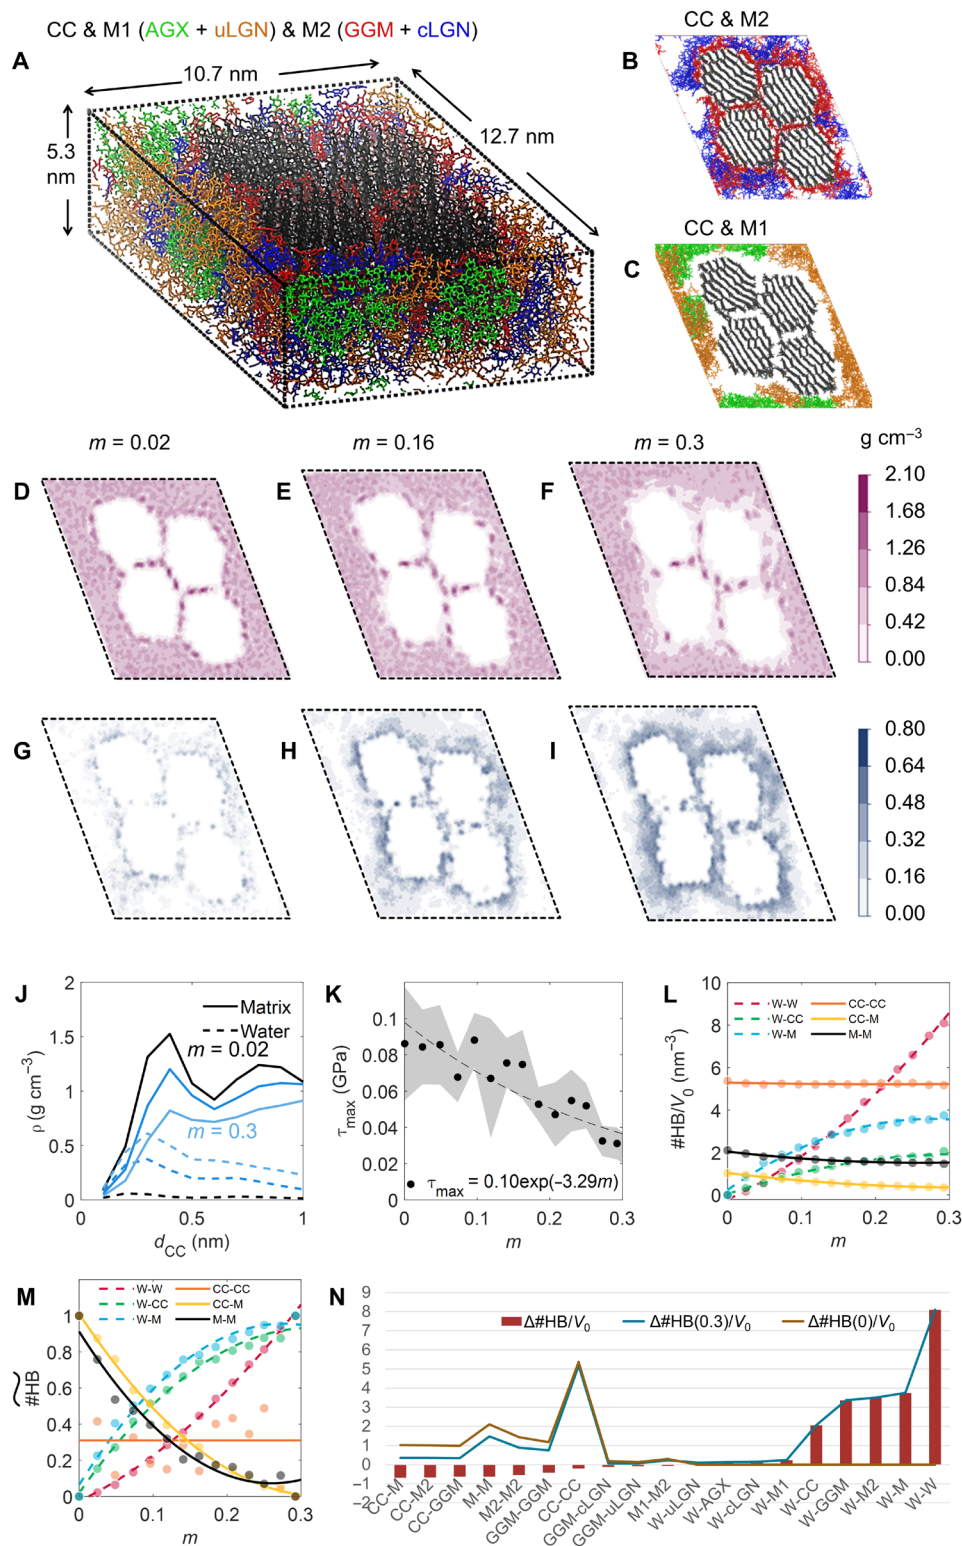 CC & M1 (AGX + uLGN) & M2 (GGM + cLGN)
A
10.7 nm
12.7 nm
5.3
nm
B
CC & M2
C
CC & M1
m = 0.02
m = 0.16
m = 0.3
g cm⁻³
D
E
F
2.10
1.68
1.26
0.84
0.42
0.00
G
H
I
0.80
0.64
0.48
0.32
0.16
0.00
J
2
1.5
1
0.5
0
ρ (g cm⁻³)
Matrix
Water
m = 0.02
m = 0.3
0
0.5
1
d_CC (nm)
K
0.1
0.08
0.06
0.04
0.02
0
τ_max (GPa)
τ_max = 0.10exp(−3.29m)
0
0.1
0.2
0.3
m
L
10
8
6
4
2
0
#HB/V₀ (nm⁻³)
W-W
W-CC
W-M
CC-CC
CC-M
M-M
0
0.1
0.2
0.3
m
M
1
0.8
0.6
0.4
0.2
0
#HB
W-W
W-CC
W-M
CC-CC
CC-M
M-M
0
0.1
0.2
0.3
m
N
9
8
7
6
5
4
3
2
1
0
−1
−2
Δ#HB/V₀
Δ#HB(0.3)/V₀
Δ#HB(0)/V₀
CC-M
CC-M2
CC-GGM
M-M
M2-M2
GGM-GGM
CC-CC
GGM-cLGN
GGM-uLGN
M1-M2
W-uLGN
W-AGX
W-cLGN
W-M1
W-CC
W-GGM
W-M2
W-M
W-W